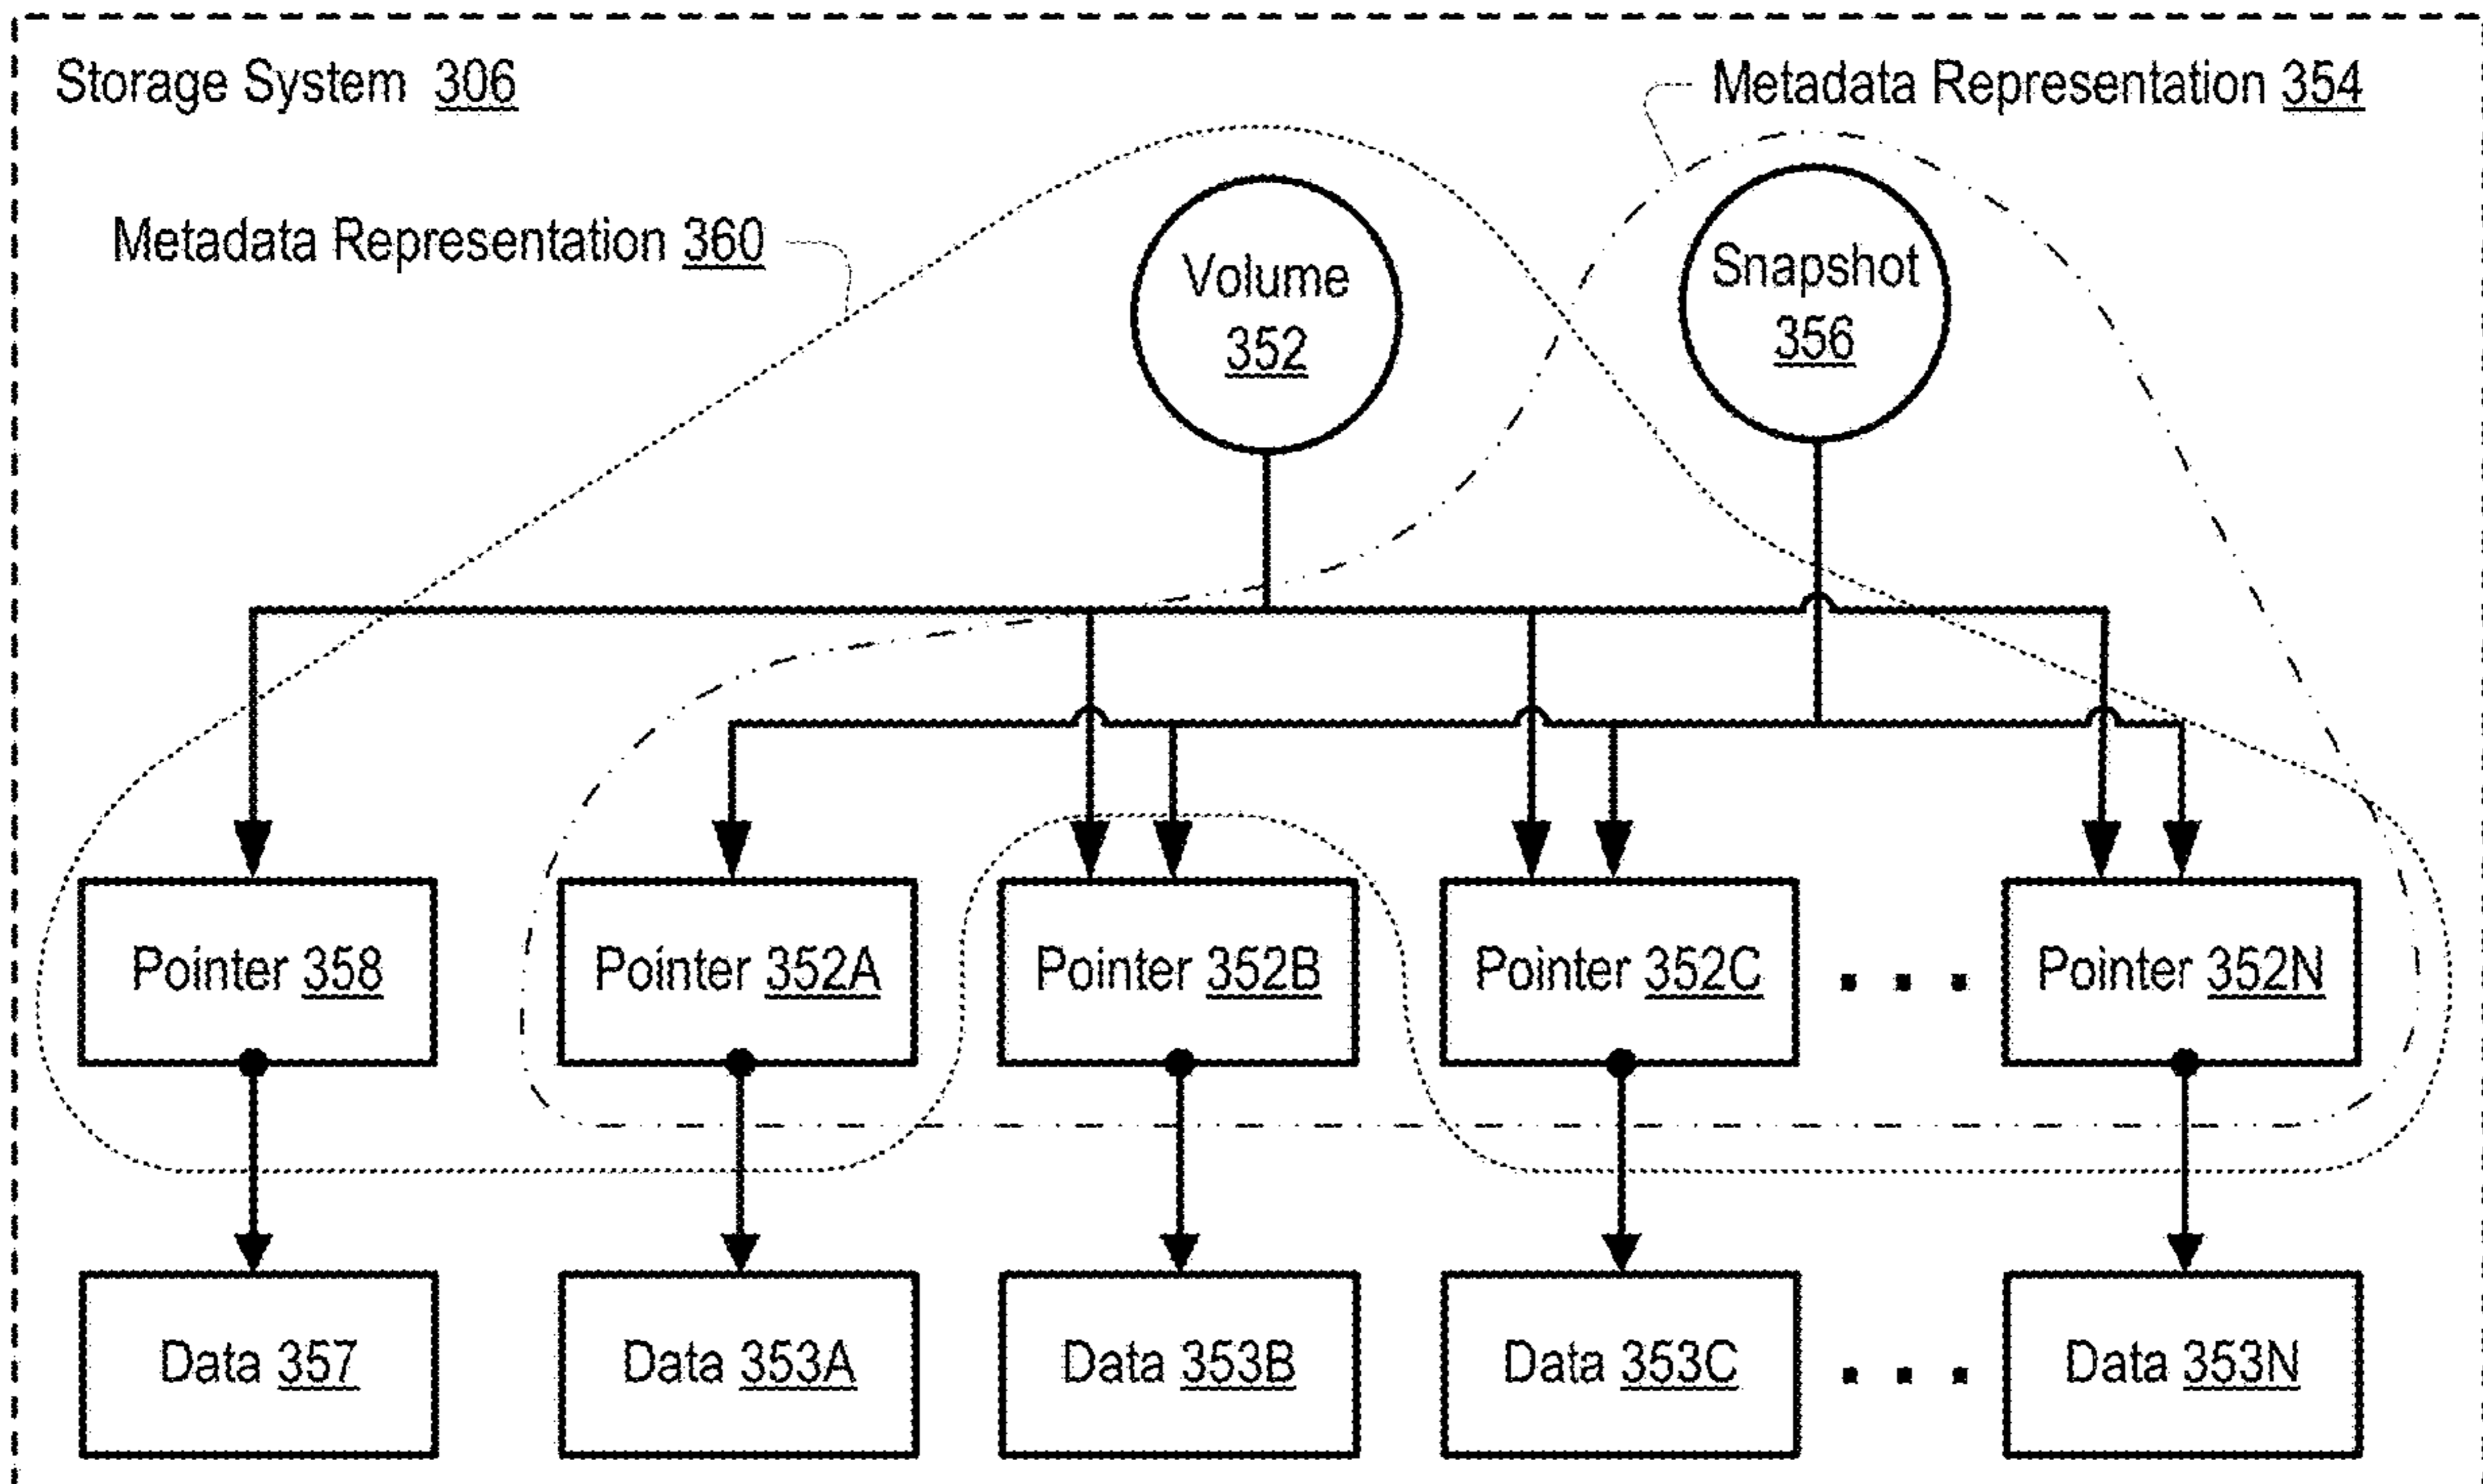 Storage System 306
Metadata Representation 354
Metadata Representation 360
Volume
352
Snapshot
356
Pointer 358
Pointer 352A
Pointer 352B
Pointer 352C
. . .
Pointer 352N
Data 357
Data 353A
Data 353B
Data 353C
. . .
Data 353N